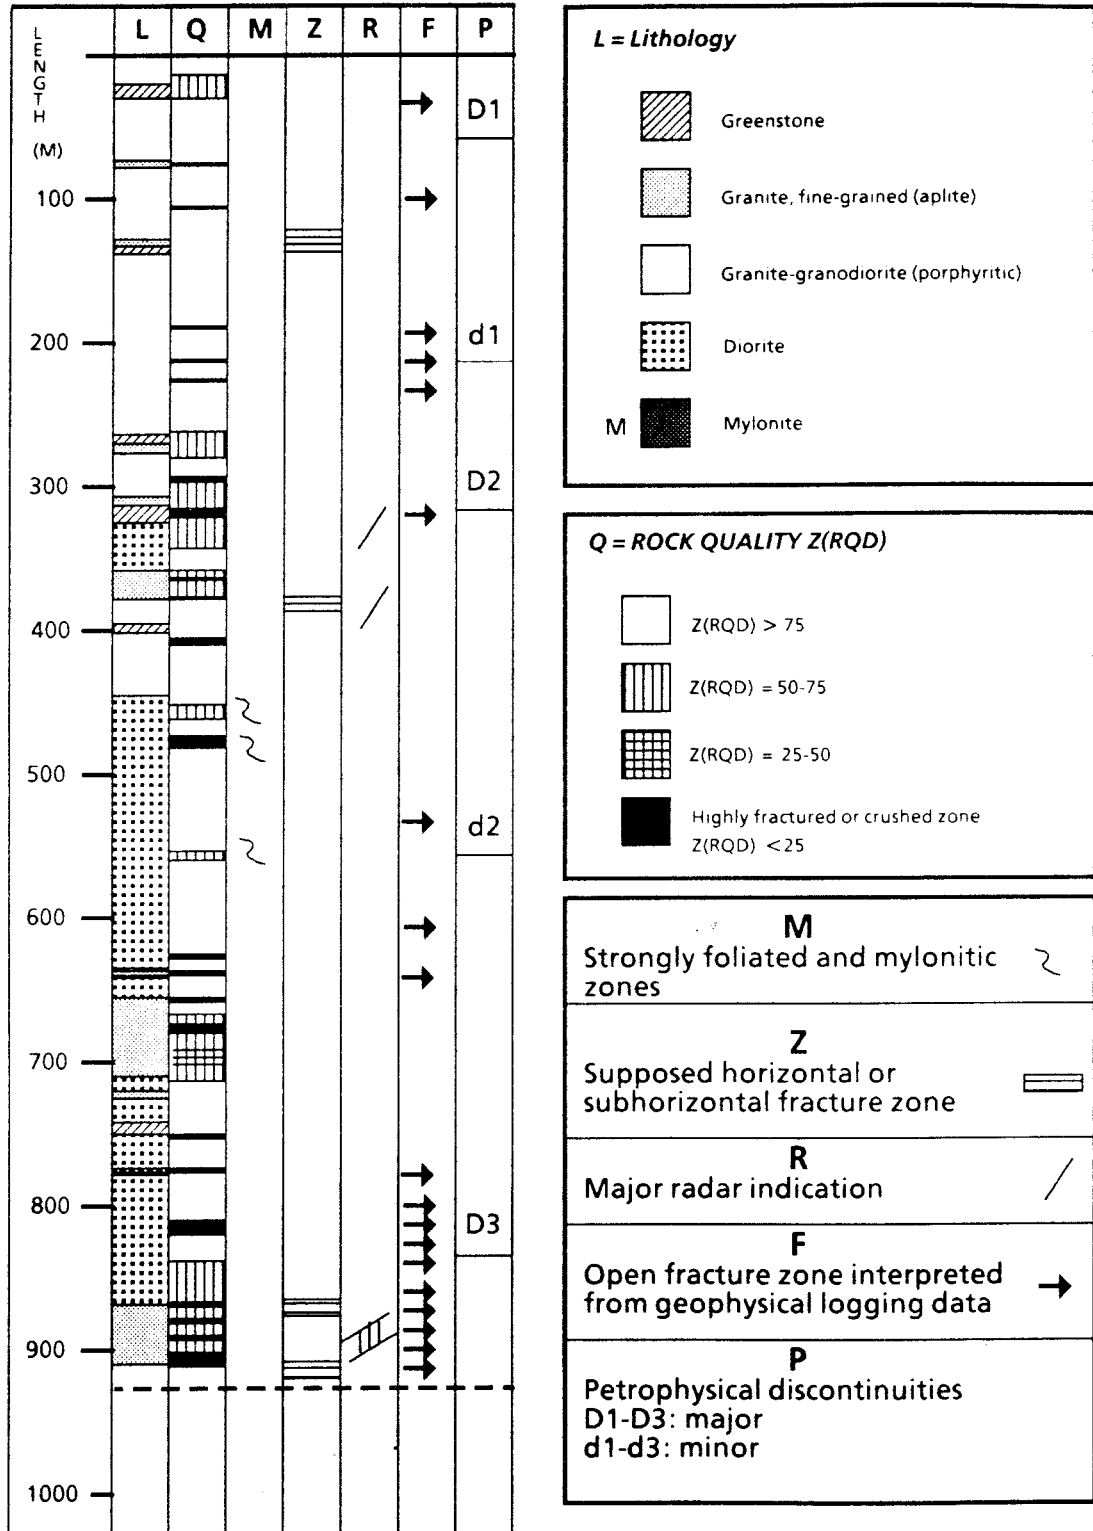 LENGTH (M)
L Q M Z R F P
D1
100
d1
200
D2
300
400
500
d2
600
700
800
D3
900
1000
L = Lithology
Greenstone
Granite, fine-grained (aplite)
Granite-granodiorite (porphyritic)
Diorite
M Mylonite
Q = ROCK QUALITY Z(RQD)
Z(RQD) > 75
Z(RQD) = 50-75
Z(RQD) = 25-50
Highly fractured or crushed zone
Z(RQD) <25
M
Strongly foliated and mylonitic
zones
Z
Supposed horizontal or
subhorizontal fracture zone
R
Major radar indication
F
Open fracture zone interpreted
from geophysical logging data
P
Petrophysical discontinuities
D1-D3: major
d1-d3: minor